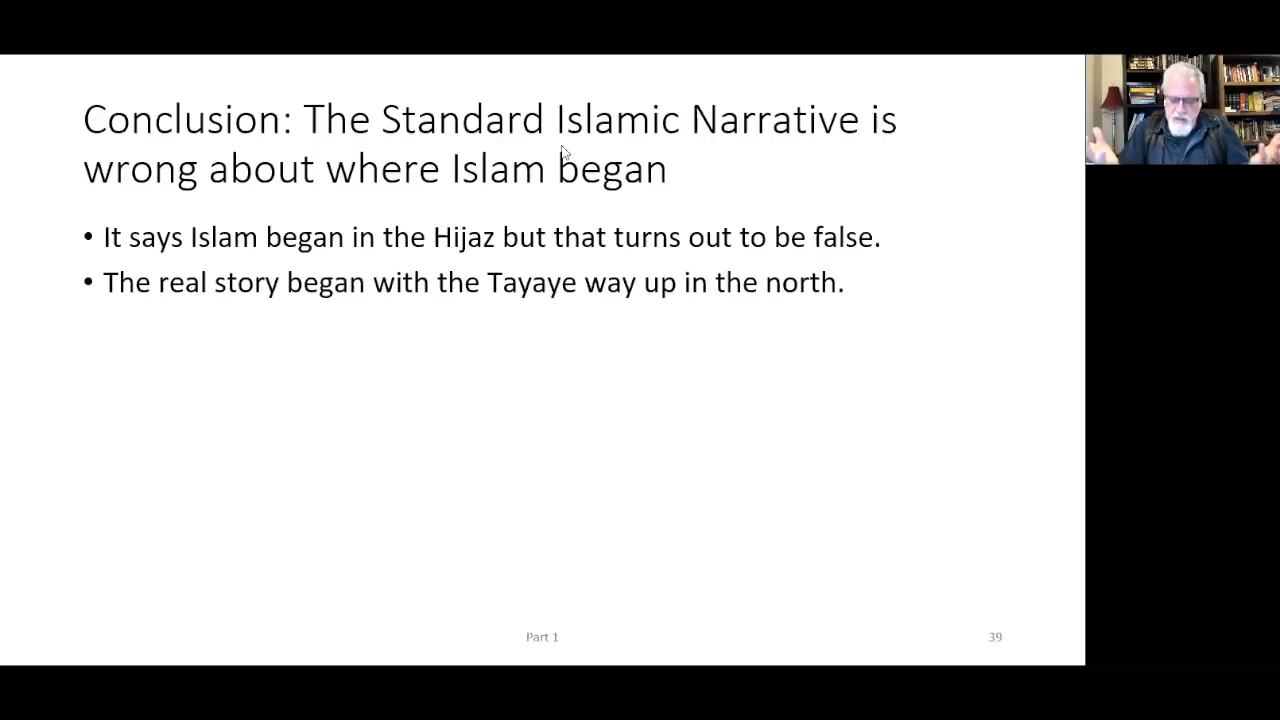 Conclusion: The Standard Islamic Narrative is
wrong about where Islam began
• It says Islam began in the Hijaz but that turns out to be false.
• The real story began with the Tayaye way up in the north.
Part 1
39